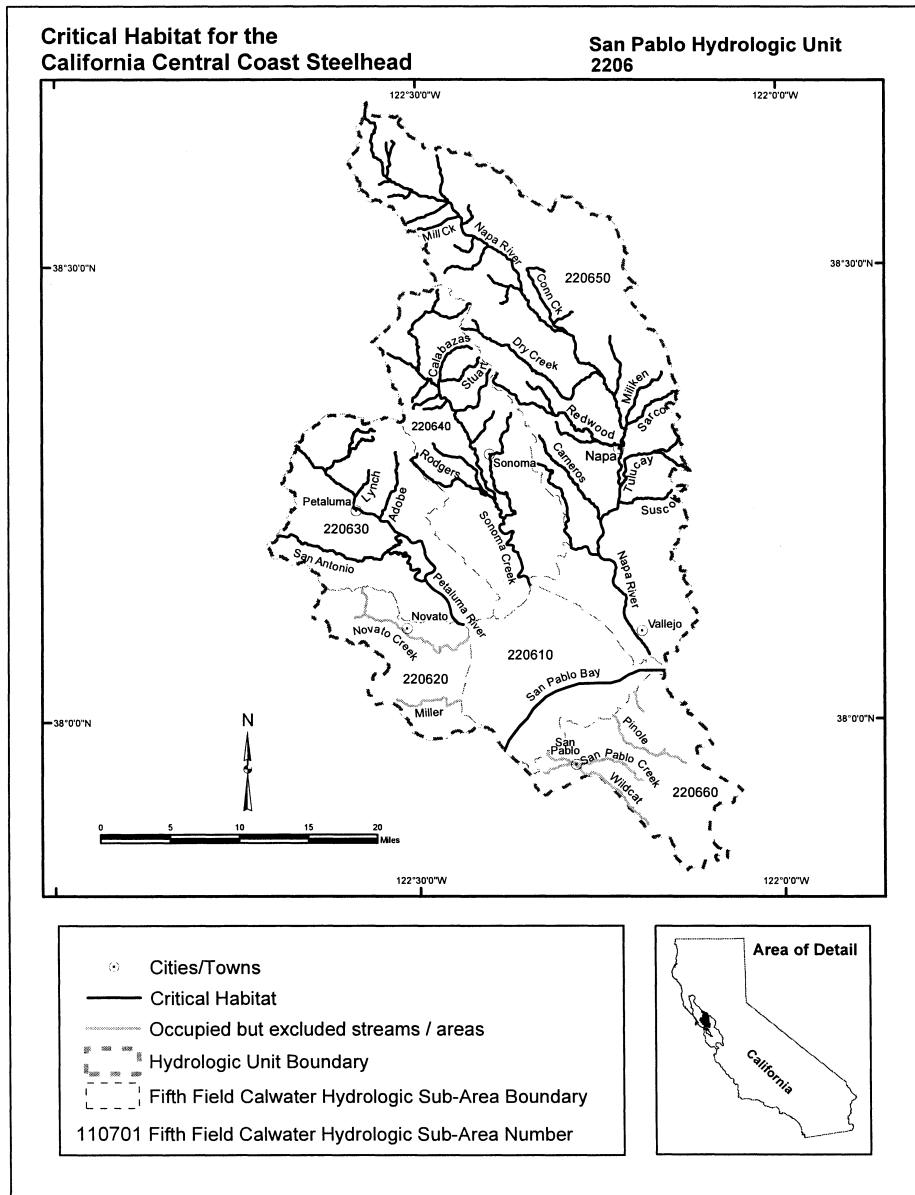 Critical Habitat for the
California Central Coast Steelhead
San Pablo Hydrologic Unit
2206
122°30'0"W
122°0'0"W
38°30'0"N
38°30'0"N
Mill Ck
Napa River
Conn Ck
220650
Calabazas
Stuart
Dry Creek
Milliken
Sarco
Redwood
Napa
220640
Rodgers
Sonoma
Carneros
Tulucay
Suscol
Lynch
Adobe
Petaluma
220630
San Antonio
Sonoma Creek
Petaluma River
Napa River
Novato
Novato Creek
Vallejo
220610
220620
San Pablo Bay
Miller
38°0'0"N
38°0'0"N
N
San
Pablo
Pinole
San Pablo Creek
Wildcat
220660
0 5 10 15 20
Miles
122°30'0"W
122°0'0"W
Cities/Towns
Critical Habitat
Occupied but excluded streams / areas
Hydrologic Unit Boundary
Fifth Field Calwater Hydrologic Sub-Area Boundary
110701 Fifth Field Calwater Hydrologic Sub-Area Number
Area of Detail
California